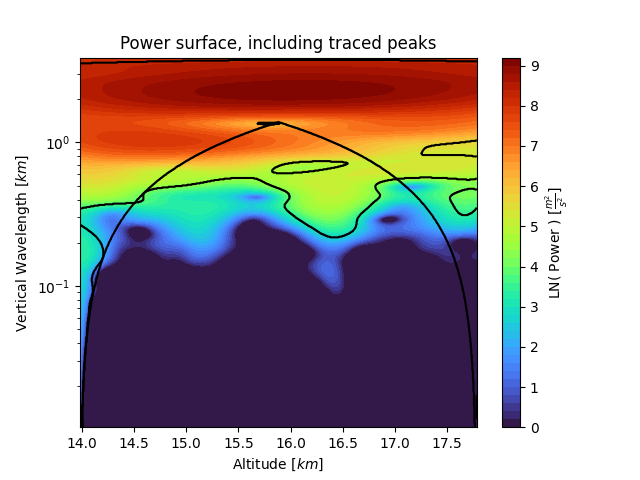 Power surface, including traced peaks
Vertical Wavelength [km]
10⁰
10⁻¹
14.0 14.5 15.0 15.5 16.0 16.5 17.0 17.5
Altitude [km]
9
8
7
6
5
4
3
2
1
0
LN( Power ) [m²/s²]